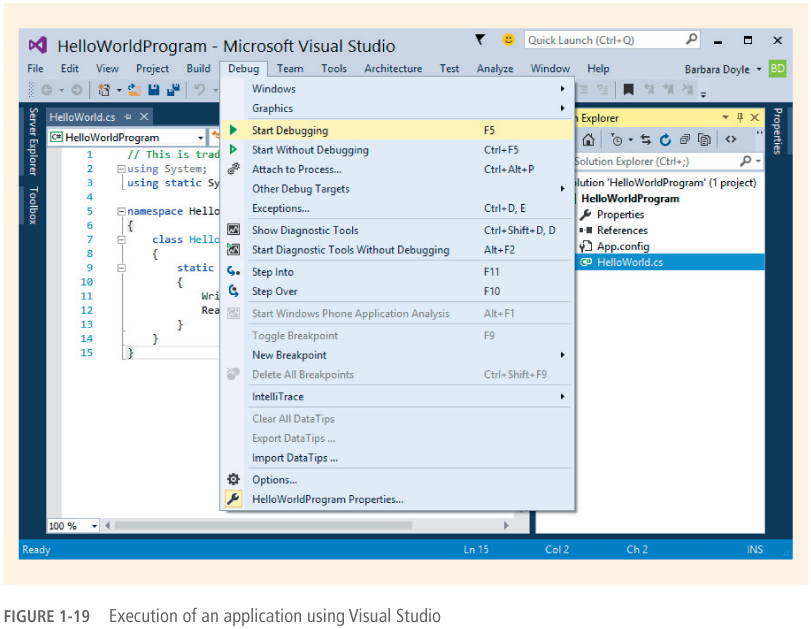 HelloWorldProgram - Microsoft Visual Studio
Quick Launch (Ctrl+Q)
File Edit View Project Build Debug Team Tools Architecture Test Analyze Window Help Barbara Doyle BD
Server Explorer
Toolbox
HelloWorld.cs
C# HelloWorldProgram
1 // This is trad
2 using System;
3 using static Sy
4
5 namespace Hello
6 {
7 class Hello
8 {
9 static
10 {
11 Wri
12 Rea
13 }
14 }
15 }
100 %
Windows
Graphics
Start Debugging F5
Start Without Debugging Ctrl+F5
Attach to Process... Ctrl+Alt+P
Other Debug Targets
Exceptions... Ctrl+D, E
Show Diagnostic Tools Ctrl+Shift+D, D
Start Diagnostic Tools Without Debugging Alt+F2
Step Into F11
Step Over F10
Start Windows Phone Application Analysis Alt+F1
Toggle Breakpoint F9
New Breakpoint
Delete All Breakpoints Ctrl+Shift+F9
IntelliTrace
Clear All DataTips
Export DataTips ...
Import DataTips ...
Options...
HelloWorldProgram Properties...
n Explorer
Solution Explorer (Ctrl+;)
lution 'HelloWorldProgram' (1 project)
HelloWorldProgram
Properties
References
App.config
C# HelloWorld.cs
Properties
Ready Ln 15 Col 2 Ch 2 INS
FIGURE 1-19 Execution of an application using Visual Studio